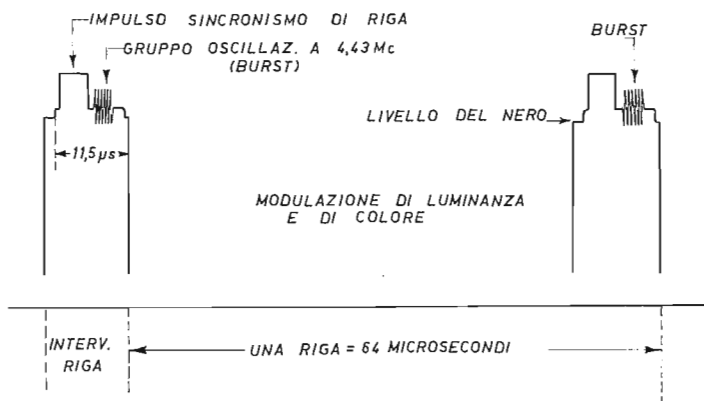 IMPULSO SINCRONISMO DI RIGA
GRUPPO OSCILLAZ. A 4,43 Mc
(BURST)
BURST
LIVELLO DEL NERO
11,5 µs
MODULAZIONE DI LUMINANZA
E DI COLORE
INTERV.
RIGA
UNA RIGA = 64 MICROSECONDI